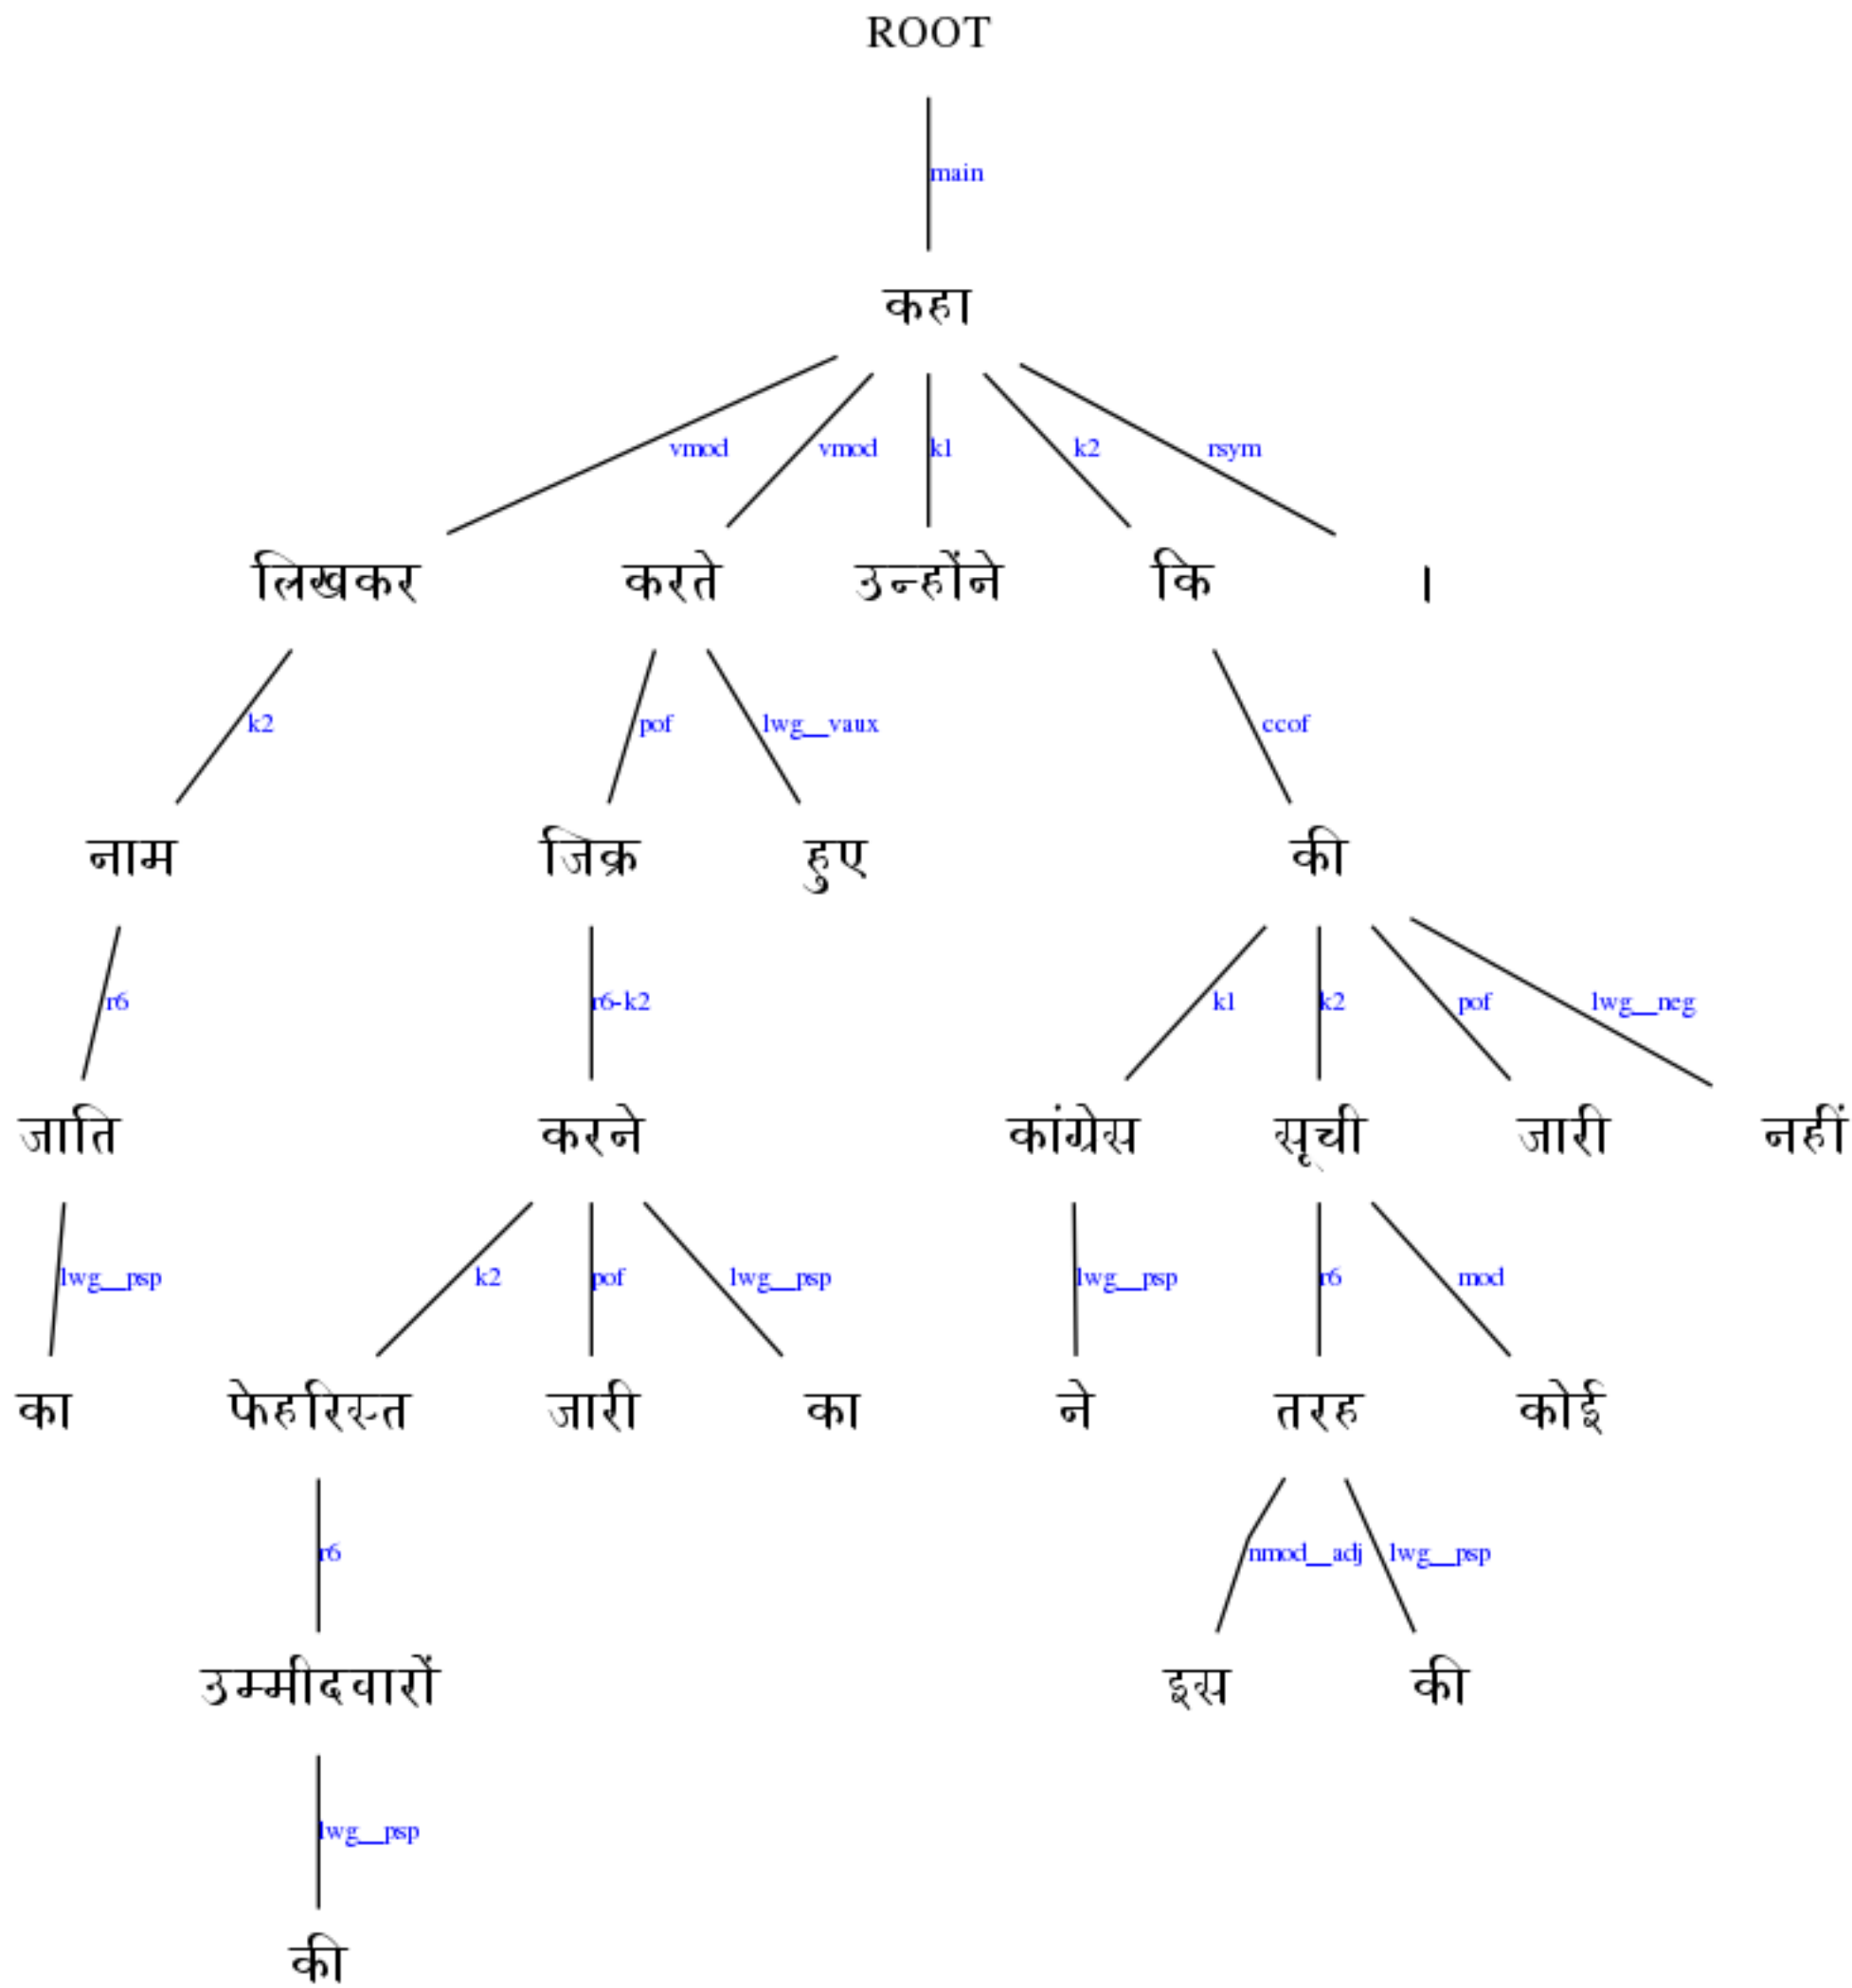 ROOT
main
कहा
vmod vmod k1 k2 rsym
लिखकर करते उन्होंने कि ।
k2 pof lwg__vaux ccof
नाम जिक्र हुए की
r6 r6-k2 k1 k2 pof lwg__neg
जाति करने कांग्रेस सूची जारी नहीं
lwg__psp k2 pof lwg__psp lwg__psp r6 mod
का फेहरिस्त जारी का ने तरह कोई
r6 nmod__adj lwg__psp
उम्मीदवारों इस की
lwg__psp
की